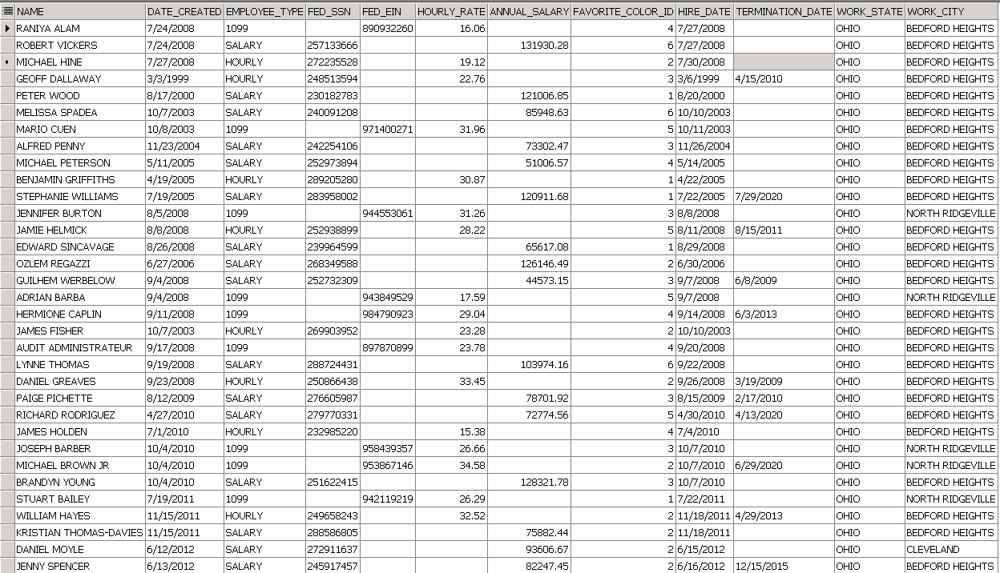 NAME DATE_CREATED EMPLOYEE_TYPE FED_SSN FED_EIN HOURLY_RATE ANNUAL_SALARY FAVORITE_COLOR_ID HIRE_DATE TERMINATION_DATE WORK_STATE WORK_CITY
RANIYA ALAM 7/24/2008 1099 890932260 16.06 4 7/27/2008 OHIO BEDFORD HEIGHTS
ROBERT VICKERS 7/24/2008 SALARY 257133666 131930.28 6 7/27/2008 OHIO BEDFORD HEIGHTS
MICHAEL HINE 7/27/2008 HOURLY 272235528 19.12 2 7/30/2008 OHIO BEDFORD HEIGHTS
GEOFF DALLAWAY 3/3/1999 HOURLY 248513594 22.76 3 3/6/1999 4/15/2010 OHIO BEDFORD HEIGHTS
PETER WOOD 8/17/2000 SALARY 230182783 121006.85 1 8/20/2000 OHIO BEDFORD HEIGHTS
MELISSA SPADEA 10/7/2003 SALARY 240091208 85948.63 6 10/10/2003 OHIO BEDFORD HEIGHTS
MARIO CUEN 10/8/2003 1099 971400271 31.96 5 10/11/2003 OHIO BEDFORD HEIGHTS
ALFRED PENNY 11/23/2004 SALARY 242254106 73302.47 3 11/26/2004 OHIO BEDFORD HEIGHTS
MICHAEL PETERSON 5/11/2005 SALARY 252973894 51006.57 4 5/14/2005 OHIO BEDFORD HEIGHTS
BENJAMIN GRIFFITHS 4/19/2005 HOURLY 289205280 30.87 1 4/22/2005 OHIO BEDFORD HEIGHTS
STEPHANIE WILLIAMS 7/19/2005 SALARY 283958002 120911.68 1 7/22/2005 7/29/2020 OHIO BEDFORD HEIGHTS
JENNIFER BURTON 8/5/2008 1099 944553061 31.26 3 8/8/2008 OHIO NORTH RIDGEVILLE
JAMIE HELMICK 8/8/2008 HOURLY 252938899 28.22 5 8/11/2008 8/15/2011 OHIO BEDFORD HEIGHTS
EDWARD SINCAVAGE 8/26/2008 SALARY 239964599 65617.08 1 8/29/2008 OHIO BEDFORD HEIGHTS
OZLEM REGAZZI 6/27/2006 SALARY 268349588 126146.49 2 6/30/2006 OHIO BEDFORD HEIGHTS
GUILHEM WERBELOW 9/4/2008 SALARY 252732309 44573.15 3 9/7/2008 6/8/2009 OHIO BEDFORD HEIGHTS
ADRIAN BARBA 9/4/2008 1099 943849529 17.59 5 9/7/2008 OHIO NORTH RIDGEVILLE
HERMIONE CAPLIN 9/11/2008 1099 984790923 29.04 4 9/14/2008 6/3/2013 OHIO BEDFORD HEIGHTS
JAMES FISHER 10/7/2003 HOURLY 269903952 23.28 2 10/10/2003 OHIO BEDFORD HEIGHTS
AUDIT ADMINISTRATEUR 9/17/2008 1099 897870899 23.78 4 9/20/2008 OHIO BEDFORD HEIGHTS
LYNNE THOMAS 9/19/2008 SALARY 288724431 103974.16 6 9/22/2008 OHIO BEDFORD HEIGHTS
DANIEL GREAVES 9/23/2008 HOURLY 250866438 33.45 2 9/26/2008 3/19/2009 OHIO BEDFORD HEIGHTS
PAIGE PICHETTE 8/12/2009 SALARY 276605987 78701.92 3 8/15/2009 2/17/2010 OHIO BEDFORD HEIGHTS
RICHARD RODRIGUEZ 4/27/2010 SALARY 279770331 72774.56 5 4/30/2010 4/13/2020 OHIO BEDFORD HEIGHTS
JAMES HOLDEN 7/1/2010 HOURLY 232985220 15.38 4 7/4/2010 OHIO BEDFORD HEIGHTS
JOSEPH BARBER 10/4/2010 1099 958439357 26.66 3 10/7/2010 OHIO NORTH RIDGEVILLE
MICHAEL BROWN JR 10/4/2010 1099 953867146 34.58 2 10/7/2010 6/29/2020 OHIO NORTH RIDGEVILLE
BRANDYN YOUNG 10/4/2010 SALARY 251622415 128321.78 3 10/7/2010 OHIO BEDFORD HEIGHTS
STUART BAILEY 7/19/2011 1099 942119219 26.29 1 7/22/2011 OHIO NORTH RIDGEVILLE
WILLIAM HAYES 11/15/2011 HOURLY 249658243 32.52 2 11/18/2011 4/29/2013 OHIO BEDFORD HEIGHTS
KRISTIAN THOMAS-DAVIES 11/15/2011 SALARY 288586805 75882.44 2 11/18/2011 OHIO BEDFORD HEIGHTS
DANIEL MOYLE 6/12/2012 SALARY 272911637 93606.67 2 6/15/2012 OHIO CLEVELAND
JENNY SPENCER 6/13/2012 SALARY 245917457 82247.45 2 6/16/2012 12/15/2015 OHIO BEDFORD HEIGHTS